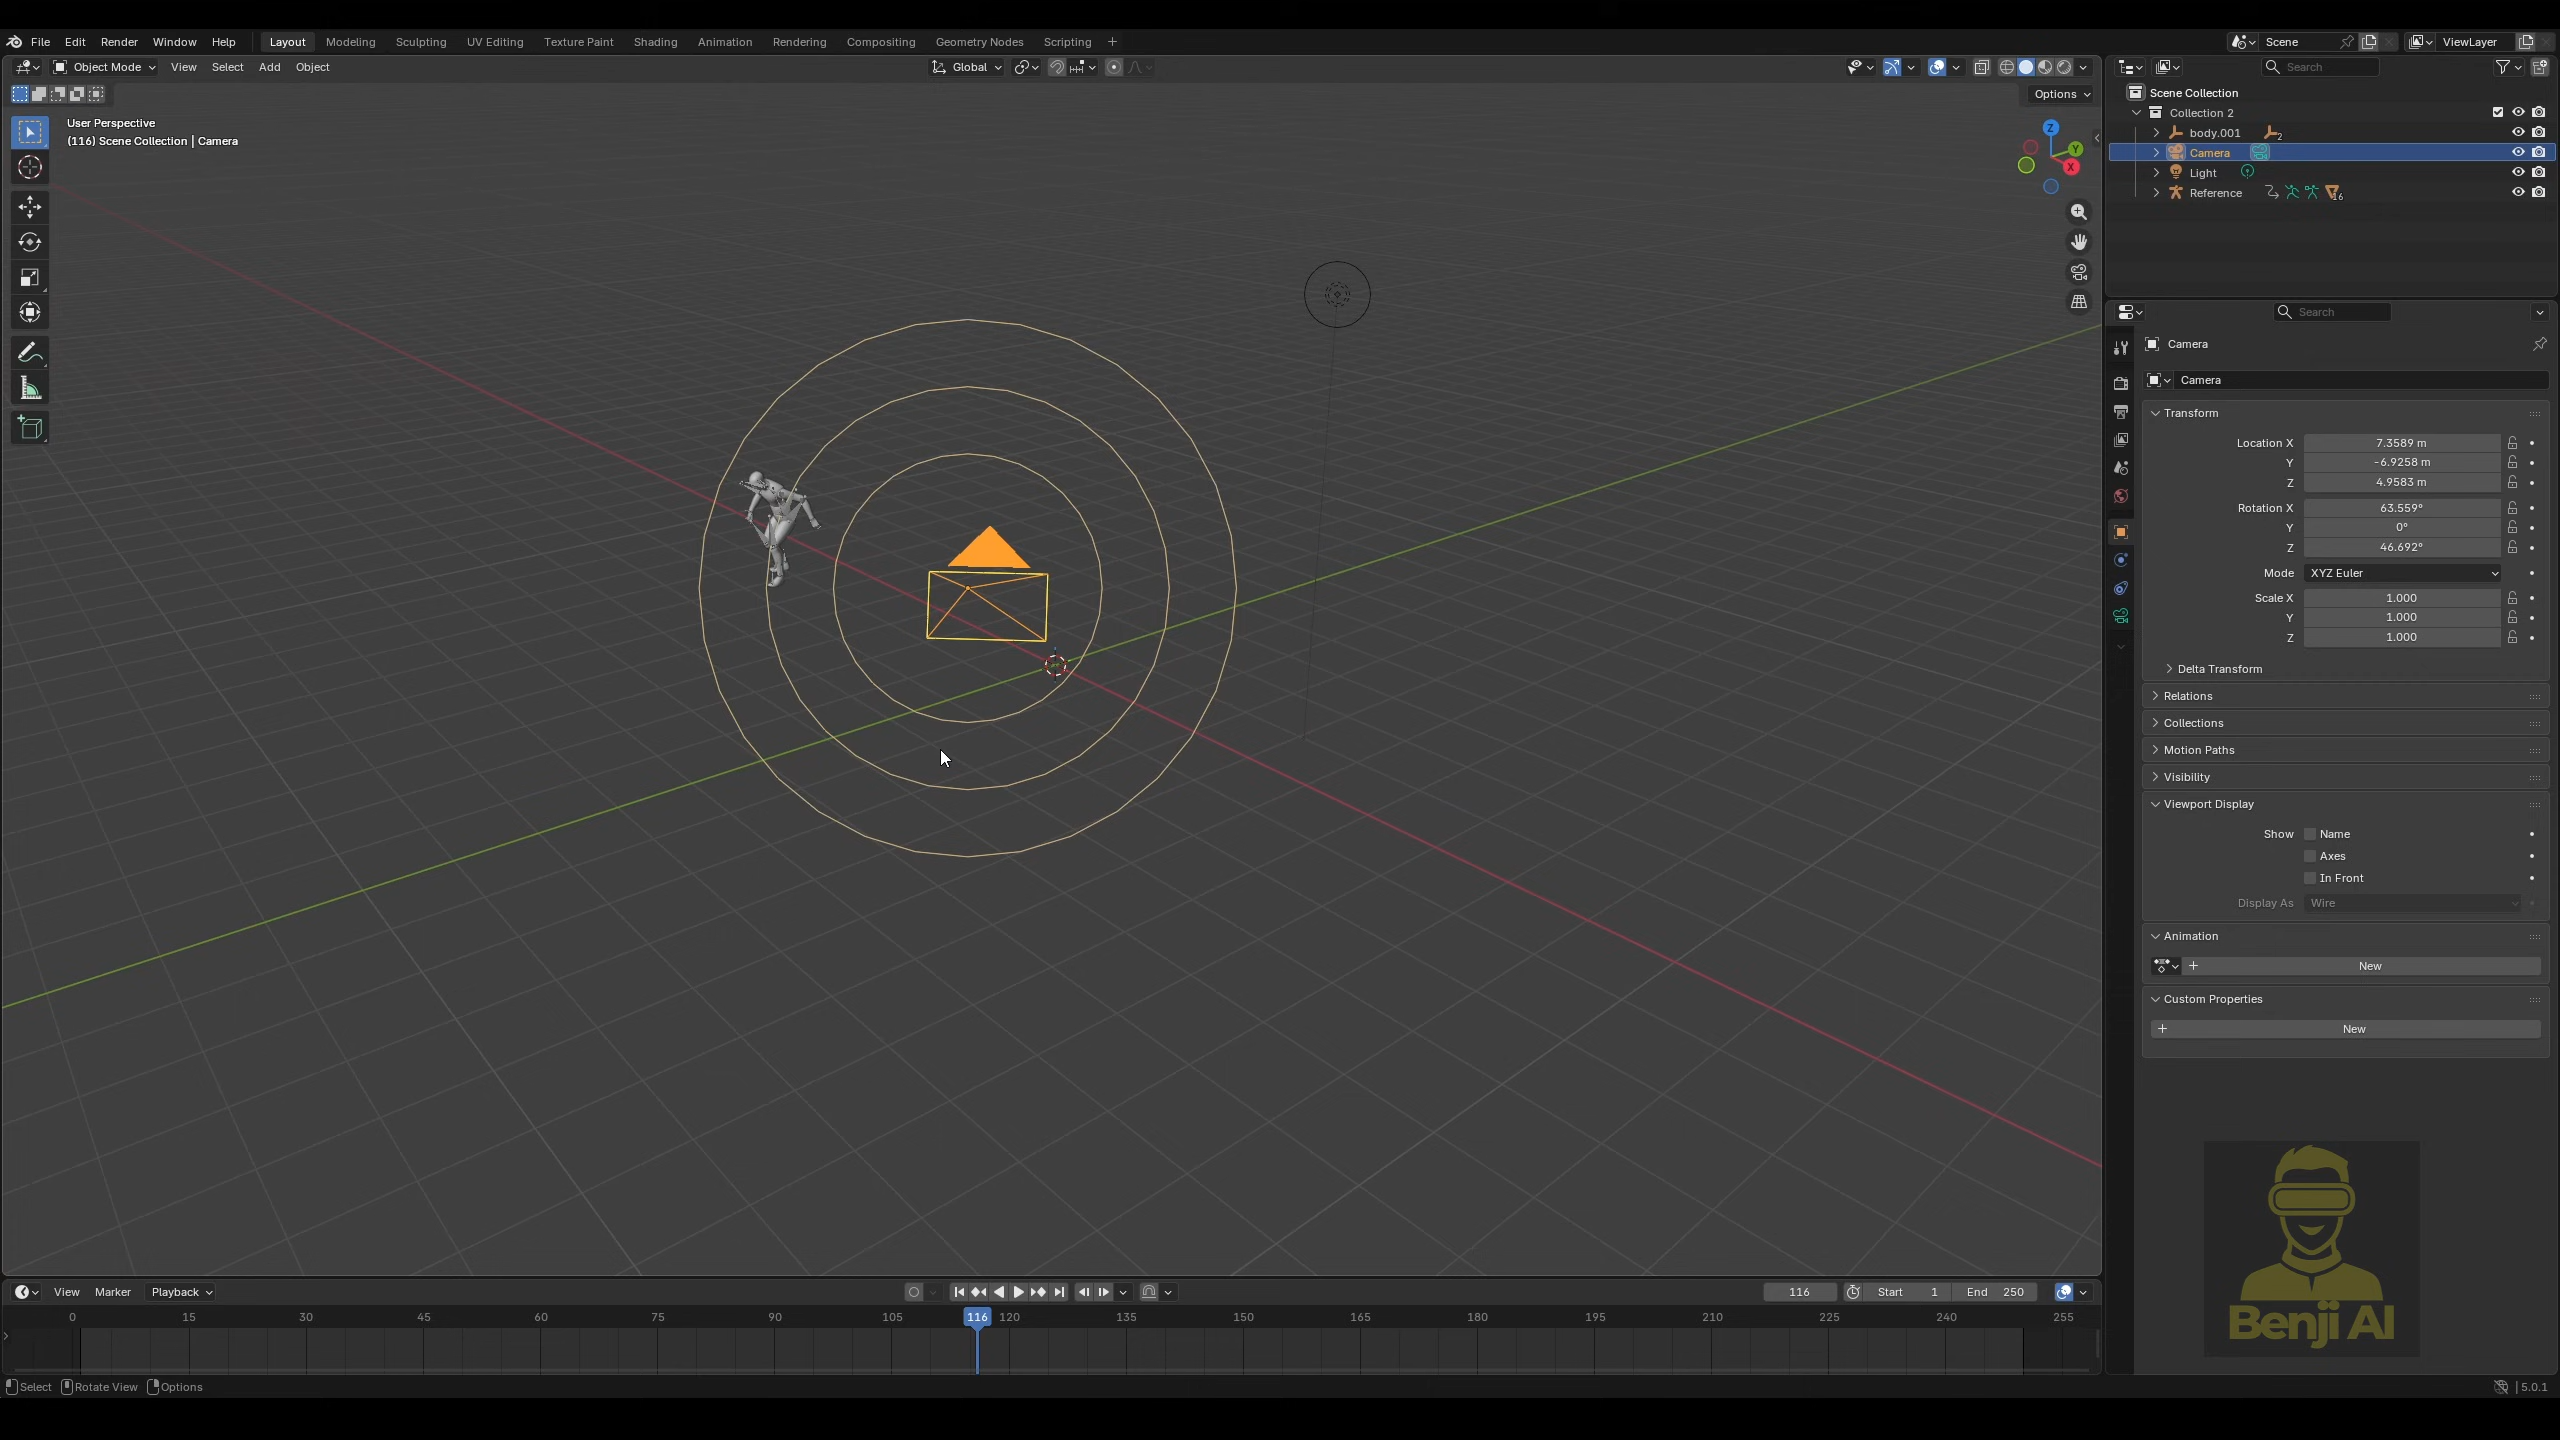 File Edit Render Window Help Layout Modeling Sculpting UV Editing Texture Paint Shading Animation Rendering Compositing Geometry Nodes Scripting + Scene ViewLayer
Object Mode View Select Add Object Global Search
Options
User Perspective
(116) Scene Collection | Camera
Z
Y
X
Scene Collection
Collection 2
body.001 2
Camera
Light
Reference 16
Search
Camera
Camera
Transform
Location X 7.3589 m
Y -6.9258 m
Z 4.9583 m
Rotation X 63.559°
Y 0°
Z 46.692°
Mode XYZ Euler
Scale X 1.000
Y 1.000
Z 1.000
Delta Transform
Relations
Collections
Motion Paths
Visibility
Viewport Display
Show Name
Axes
In Front
Display As Wire
Animation
+ New
Custom Properties
+ New
Benji AI
View Marker Playback 116 Start 1 End 250
0 15 30 45 60 75 90 105 116 120 135 150 165 180 195 210 225 240 255
Select Rotate View Options 5.0.1